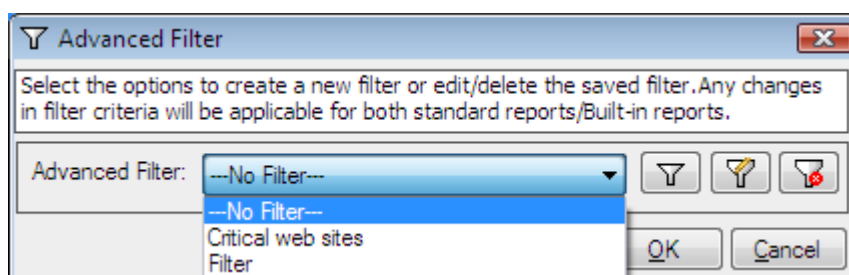 Advanced Filter
Select the options to create a new filter or edit/delete the saved filter.Any changes
in filter criteria will be applicable for both standard reports/Built-in reports.
Advanced Filter: ---No Filter---
---No Filter---
Critical web sites
Filter
OK Cancel